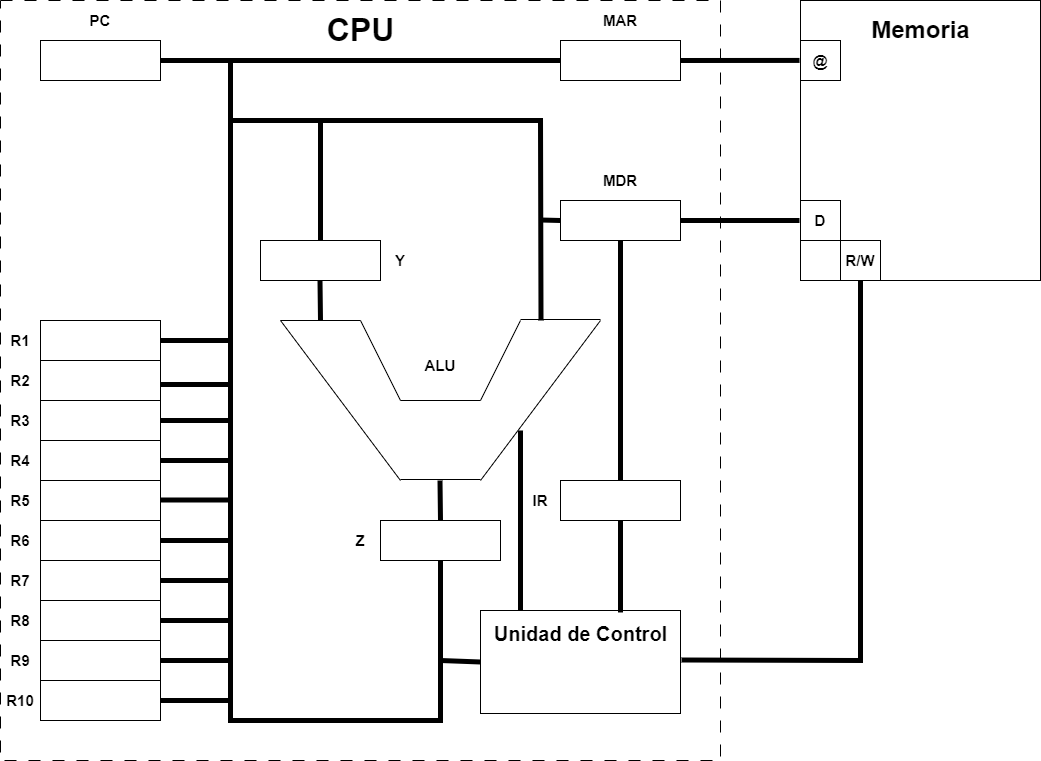 PC
CPU
MAR
Memoria
@
MDR
D
R/W
Y
R1
ALU
R2
R3
R4
R5
IR
R6
Z
R7
R8
Unidad de Control
R9
R10